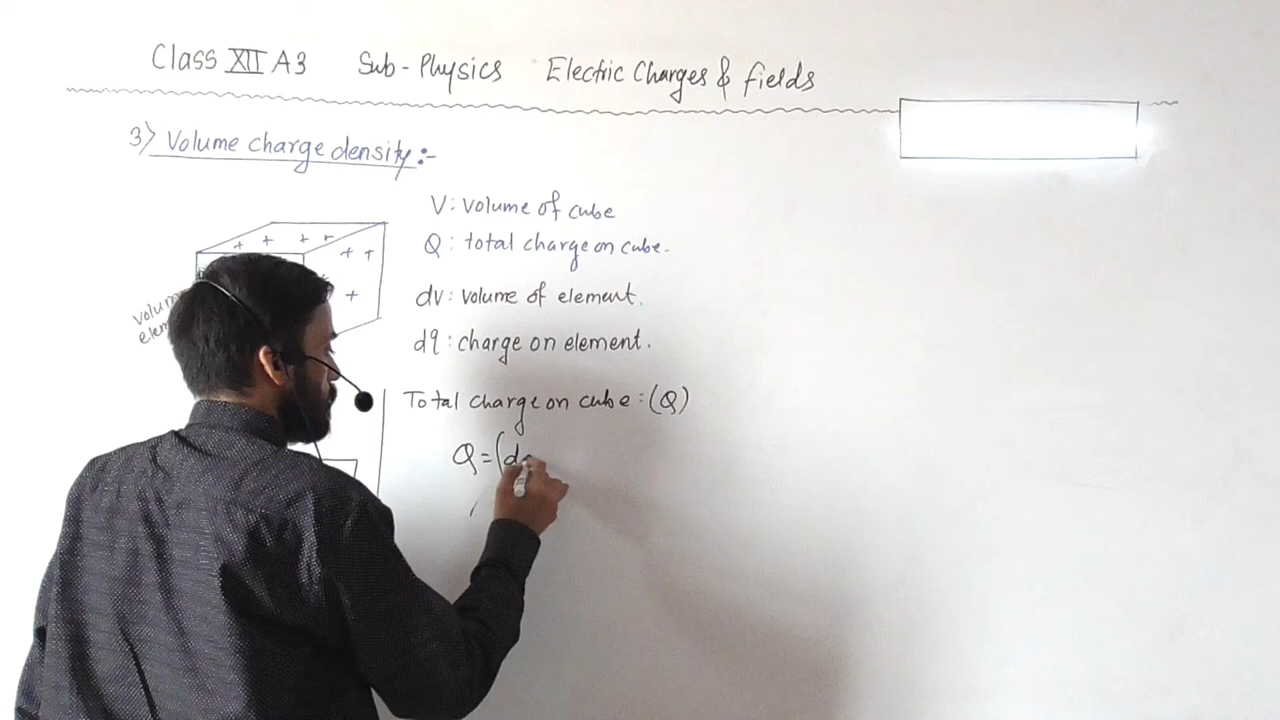 Class XII A3 Sub - Physics Electric Charges & fields
3) Volume charge density :-
V : volume of cube
Q : total charge on cube.
+ + + +
+ +
+
dv : volume of element.
dq : charge on element.
Total charge on cube : (Q)
Q = ∫d